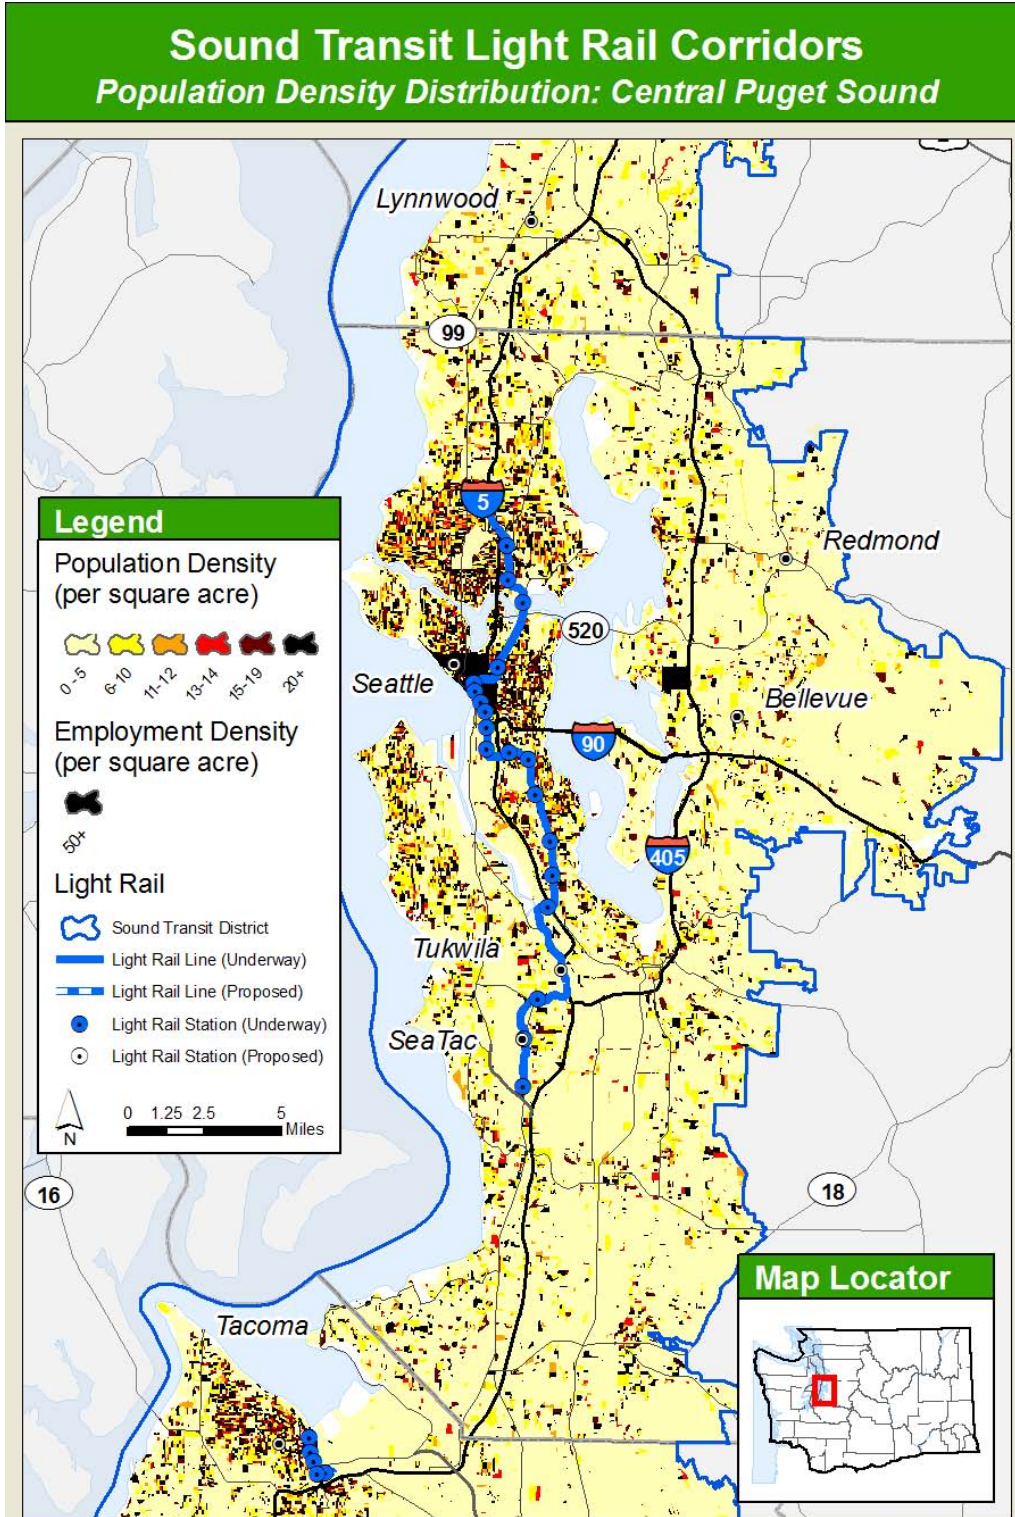 Sound Transit Light Rail Corridors
Population Density Distribution: Central Puget Sound
Lynnwood
99
5
Legend
Population Density
(per square acre)
0 - 5
6-10
11-12
13-14
15-19
20+
Employment Density
(per square acre)
50+
Light Rail
Sound Transit District
Light Rail Line (Underway)
Light Rail Line (Proposed)
Light Rail Station (Underway)
Light Rail Station (Proposed)
N
0 1.25 2.5 5
Miles
Redmond
520
Seattle
Bellevue
90
405
Tukwila
SeaTac
16
18
Tacoma
Map Locator